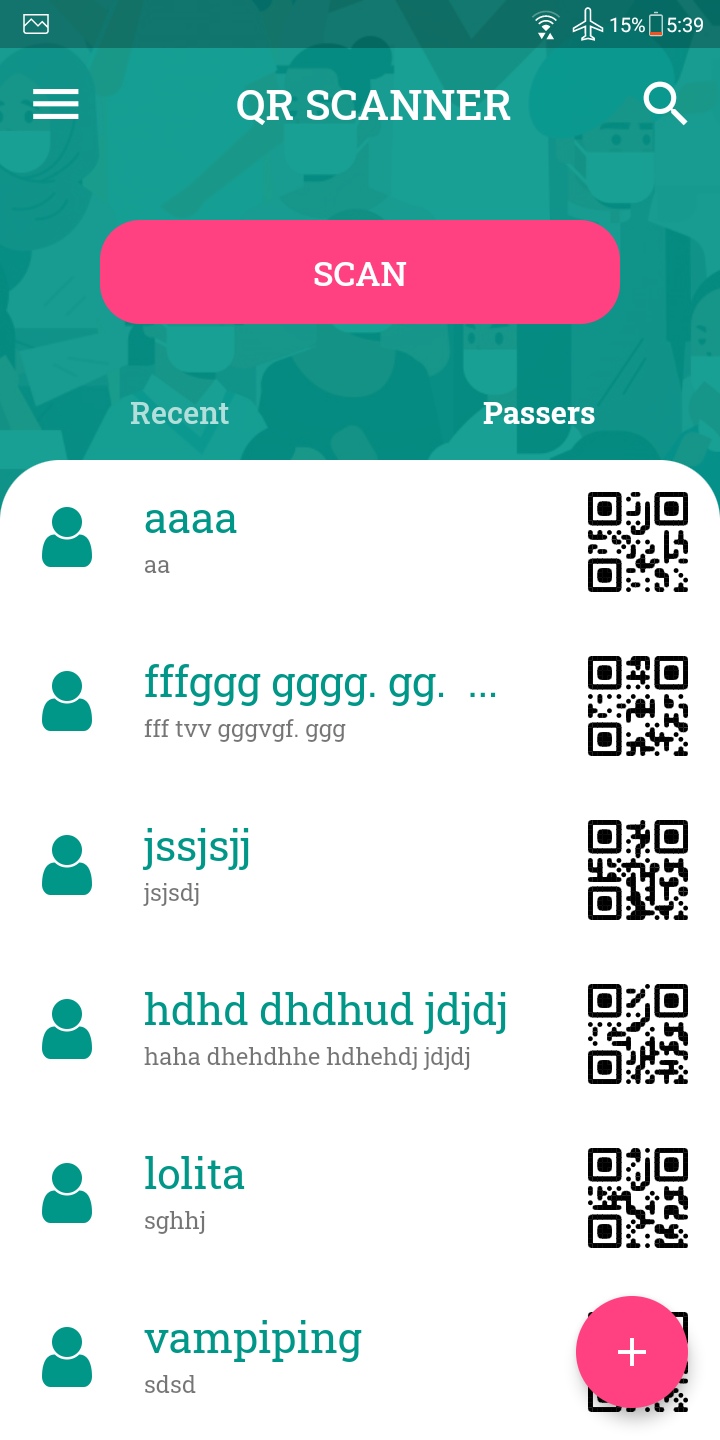 15% 5:39
QR SCANNER
SCAN
Recent Passers
aaaa
aa
fffggg gggg. gg.  ...
fff tvv gggvgf. ggg
jssjsjj
jsjsdj
hdhd dhdhud jdjdj
haha dhehdhhe hdhehdj jdjdj
lolita
sghhj
vampiping
sdsd